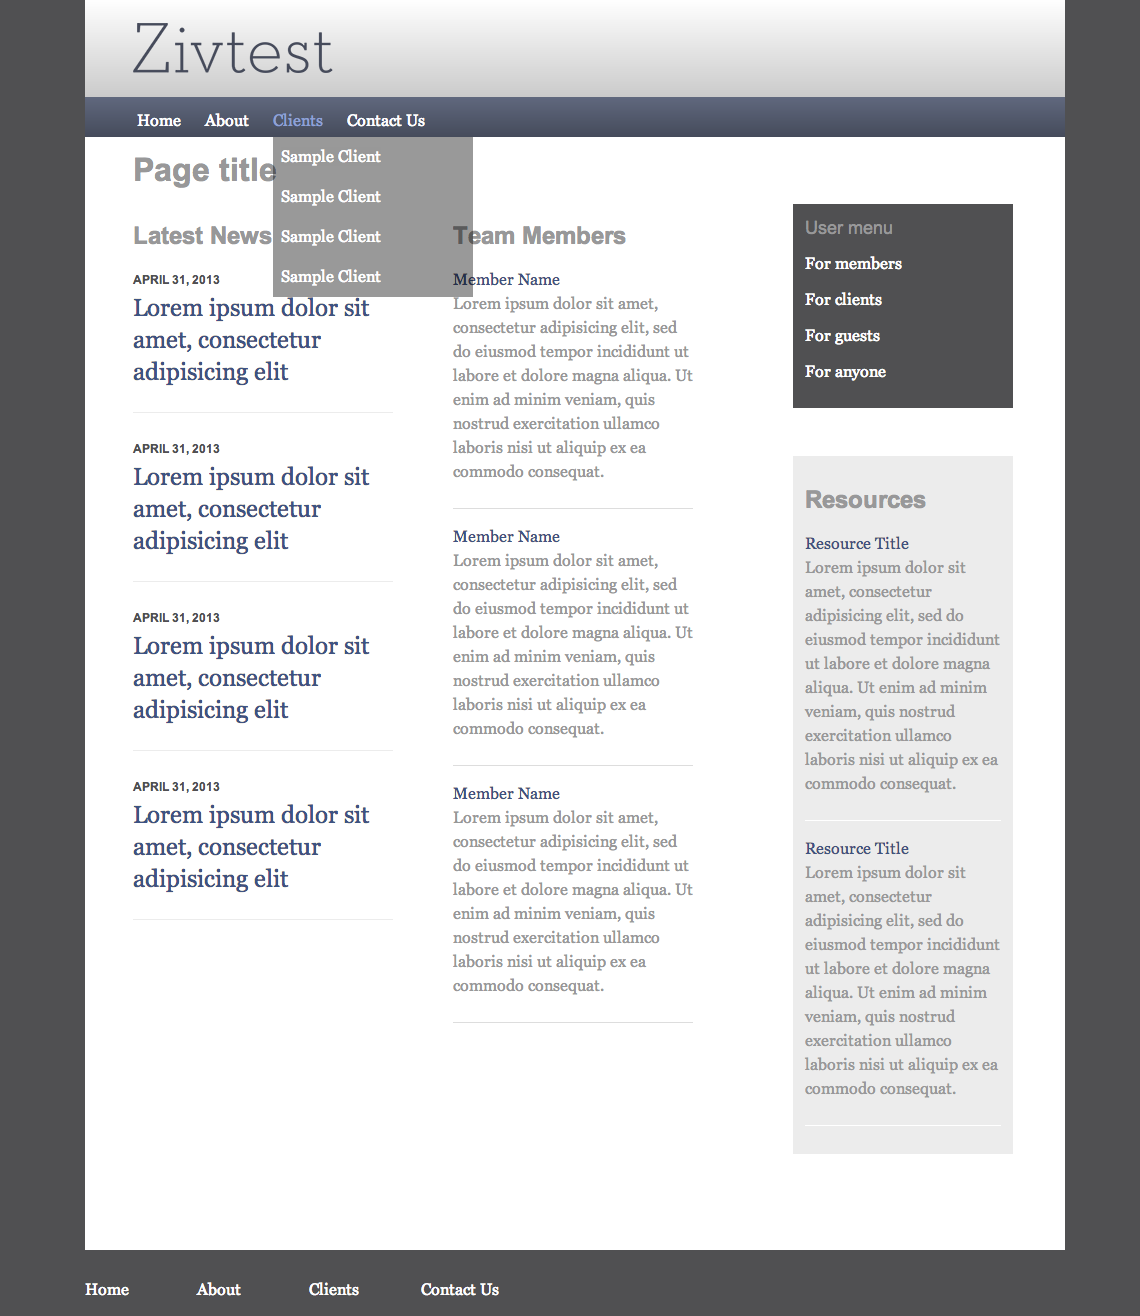 Zivtest
Home About Clients Contact Us
Sample Client
Sample Client
Sample Client
Sample Client
Page title
Latest News
APRIL 31, 2013
Lorem ipsum dolor sit
amet, consectetur
adipisicing elit
APRIL 31, 2013
Lorem ipsum dolor sit
amet, consectetur
adipisicing elit
APRIL 31, 2013
Lorem ipsum dolor sit
amet, consectetur
adipisicing elit
APRIL 31, 2013
Lorem ipsum dolor sit
amet, consectetur
adipisicing elit
Team Members
Member Name
Lorem ipsum dolor sit amet,
consectetur adipisicing elit, sed
do eiusmod tempor incididunt ut
labore et dolore magna aliqua. Ut
enim ad minim veniam, quis
nostrud exercitation ullamco
laboris nisi ut aliquip ex ea
commodo consequat.
Member Name
Lorem ipsum dolor sit amet,
consectetur adipisicing elit, sed
do eiusmod tempor incididunt ut
labore et dolore magna aliqua. Ut
enim ad minim veniam, quis
nostrud exercitation ullamco
laboris nisi ut aliquip ex ea
commodo consequat.
Member Name
Lorem ipsum dolor sit amet,
consectetur adipisicing elit, sed
do eiusmod tempor incididunt ut
labore et dolore magna aliqua. Ut
enim ad minim veniam, quis
nostrud exercitation ullamco
laboris nisi ut aliquip ex ea
commodo consequat.
User menu
For members
For clients
For guests
For anyone
Resources
Resource Title
Lorem ipsum dolor sit
amet, consectetur
adipisicing elit, sed do
eiusmod tempor incididunt
ut labore et dolore magna
aliqua. Ut enim ad minim
veniam, quis nostrud
exercitation ullamco
laboris nisi ut aliquip ex ea
commodo consequat.
Resource Title
Lorem ipsum dolor sit
amet, consectetur
adipisicing elit, sed do
eiusmod tempor incididunt
ut labore et dolore magna
aliqua. Ut enim ad minim
veniam, quis nostrud
exercitation ullamco
laboris nisi ut aliquip ex ea
commodo consequat.
Home About Clients Contact Us